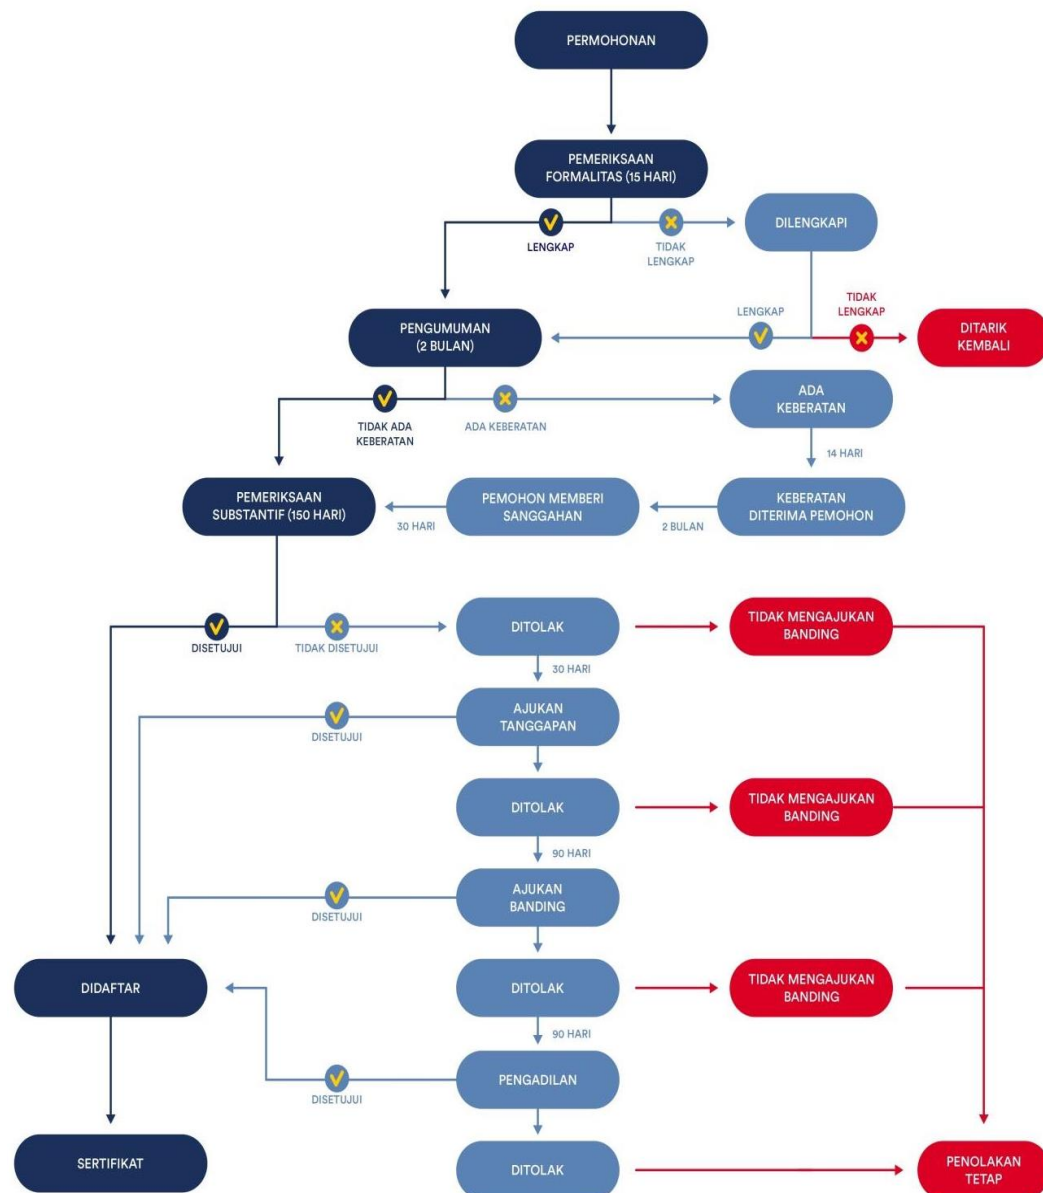 PERMOHONAN
PEMERIKSAAN
FORMALITAS (15 HARI)
LENGKAP
TIDAK
LENGKAP
DILENGKAPI
PENGUMUMAN
(2 BULAN)
LENGKAP
TIDAK
LENGKAP
DITARIK
KEMBALI
TIDAK ADA
KEBERATAN
ADA KEBERATAN
ADA
KEBERATAN
14 HARI
PEMERIKSAAN
SUBSTANTIF (150 HARI)
30 HARI
PEMOHON MEMBERI
SANGGAHAN
2 BULAN
KEBERATAN
DITERIMA PEMOHON
DISETUJUI
TIDAK DISETUJUI
DITOLAK
TIDAK MENGAJUKAN
BANDING
30 HARI
DISETUJUI
AJUKAN
TANGGAPAN
DITOLAK
TIDAK MENGAJUKAN
BANDING
90 HARI
DISETUJUI
AJUKAN
BANDING
DIDAFTAR
DITOLAK
TIDAK MENGAJUKAN
BANDING
90 HARI
DISETUJUI
PENGADILAN
SERTIFIKAT
DITOLAK
PENOLAKAN
TETAP